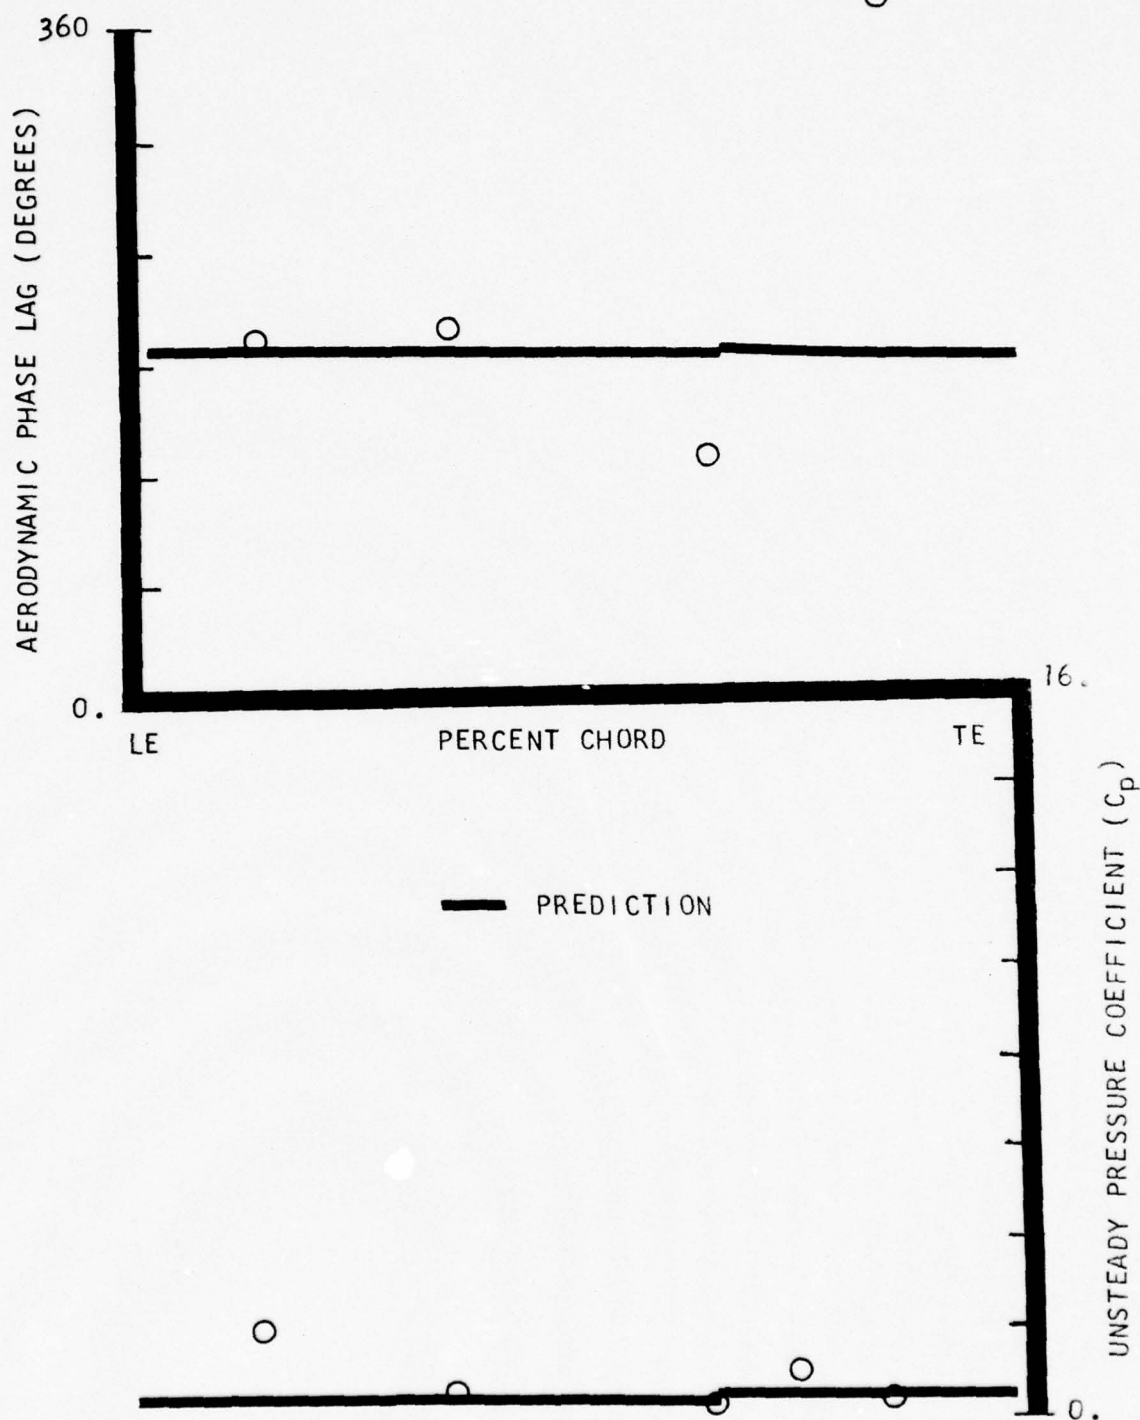 360
AERODYNAMIC PHASE LAG (DEGREES)
0.
16.
LE
PERCENT CHORD
TE
PREDICTION
UNSTEADY PRESSURE COEFFICIENT (Cp)
0.